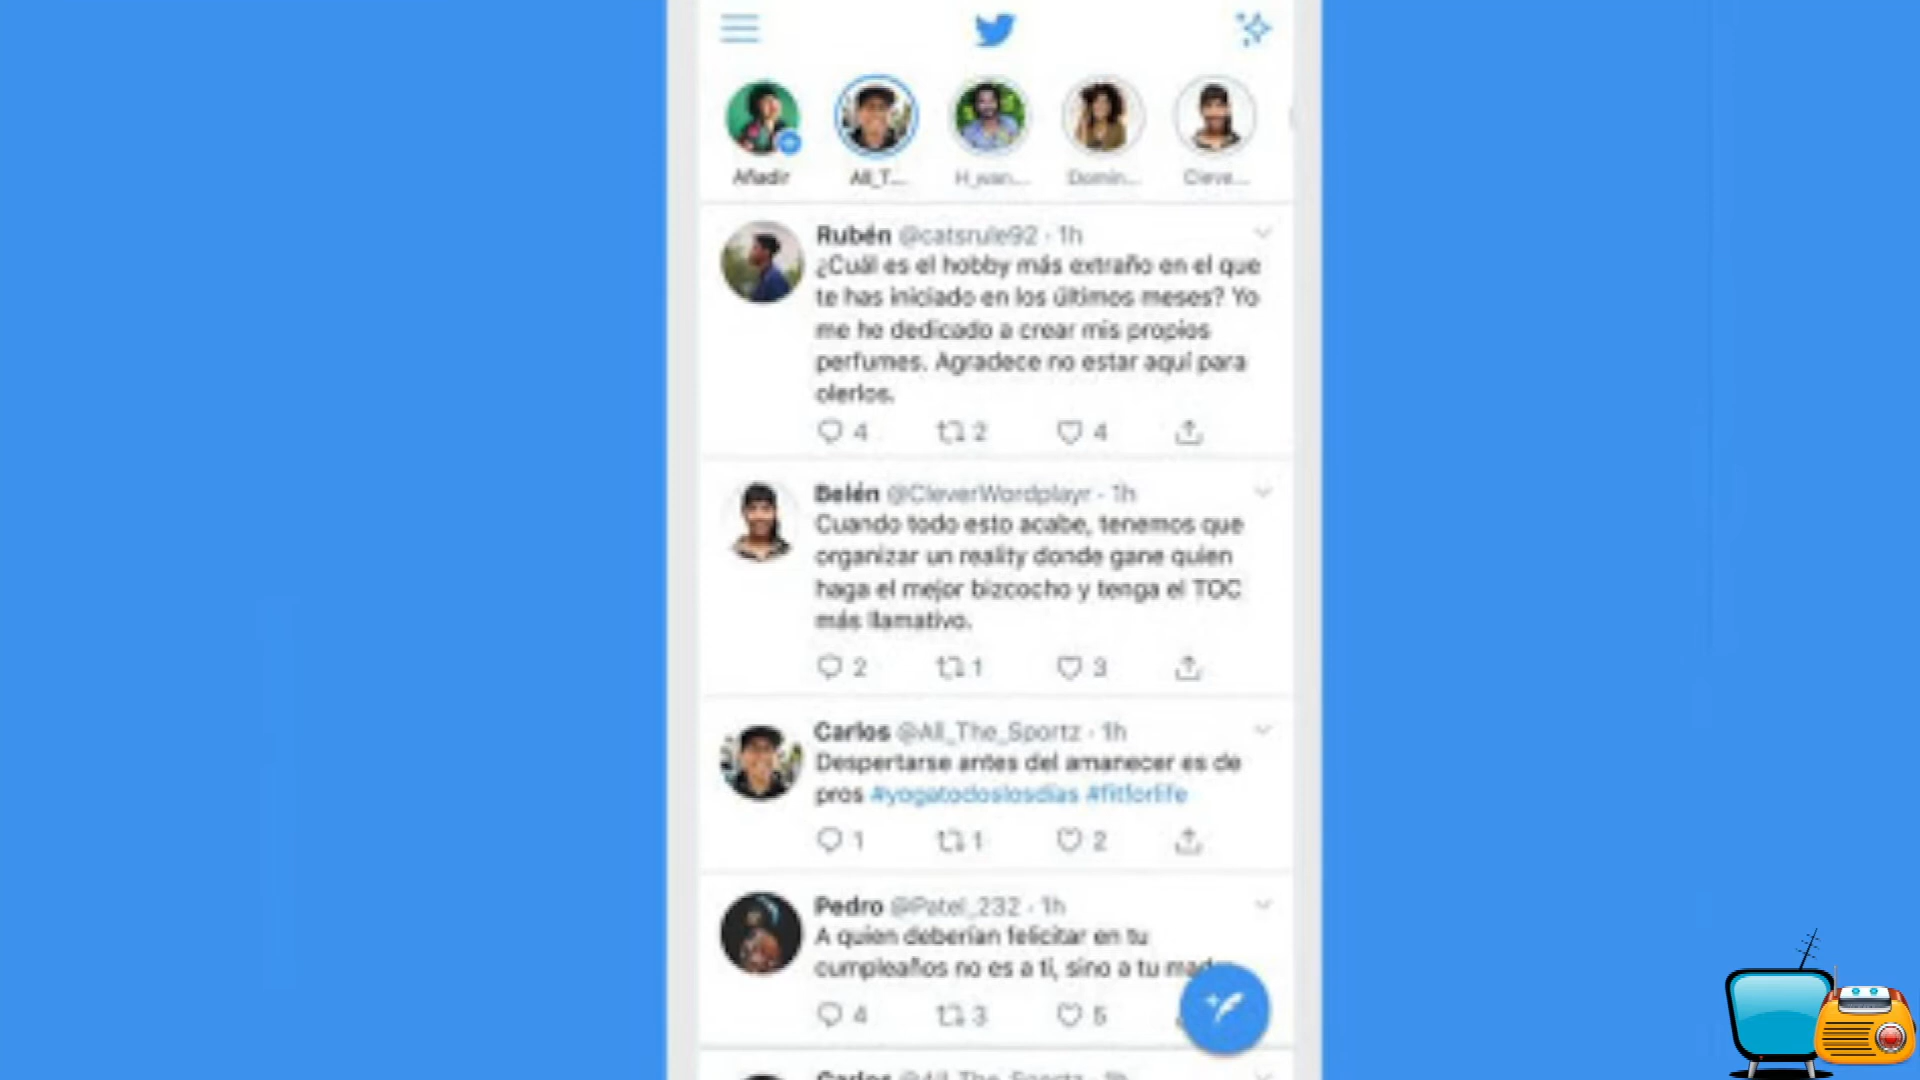 Añadir All_T... H_wan... Domin... Cleve...
Rubén @catsrule92 · 1h
¿Cuál es el hobby más extraño en el que
te has iniciado en los últimos meses? Yo
me he dedicado a crear mis propios
perfumes. Agradece no estar aquí para
olerlos.
4 2 4
Belén @CleverWordplayr · 1h
Cuando todo esto acabe, tenemos que
organizar un reality donde gane quien
haga el mejor bizcocho y tenga el TOC
más llamativo.
2 1 3
Carlos @All_The_Sportz · 1h
Despertarse antes del amanecer es de
pros #yogatodoslosdías #fitforlife
1 1 2
Pedro @Patel_232 · 1h
A quien deberían felicitar en tu
cumpleaños no es a ti, sino a tu
4 3 5
Carlos @All_The_Sportz